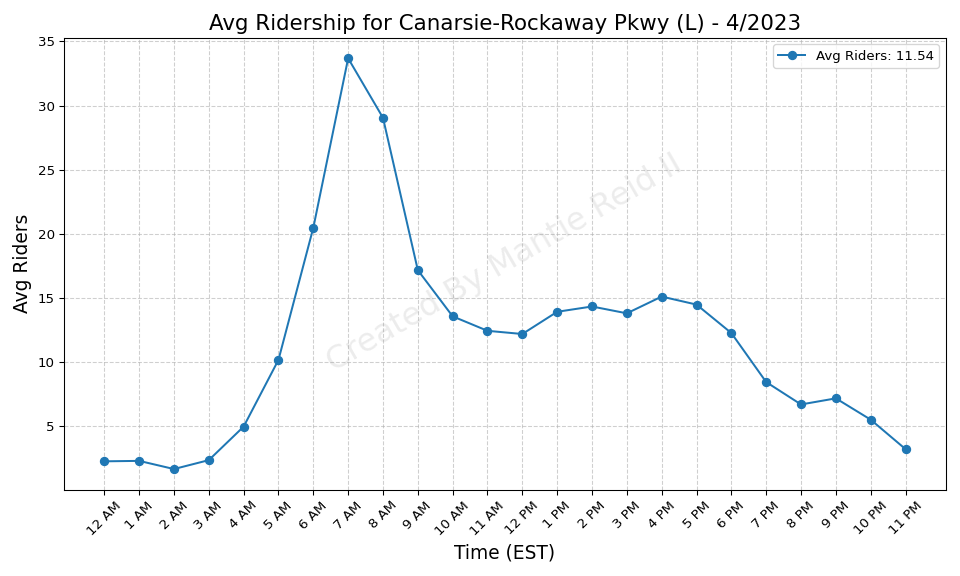 Avg Ridership for Canarsie-Rockaway Pkwy (L) - 4/2023
Avg Riders: 11.54
35
30
25
20
15
10
5
Avg Riders
Created By Mantie Reid II
12 AM 1 AM 2 AM 3 AM 4 AM 5 AM 6 AM 7 AM 8 AM 9 AM 10 AM 11 AM 12 PM 1 PM 2 PM 3 PM 4 PM 5 PM 6 PM 7 PM 8 PM 9 PM 10 PM 11 PM
Time (EST)